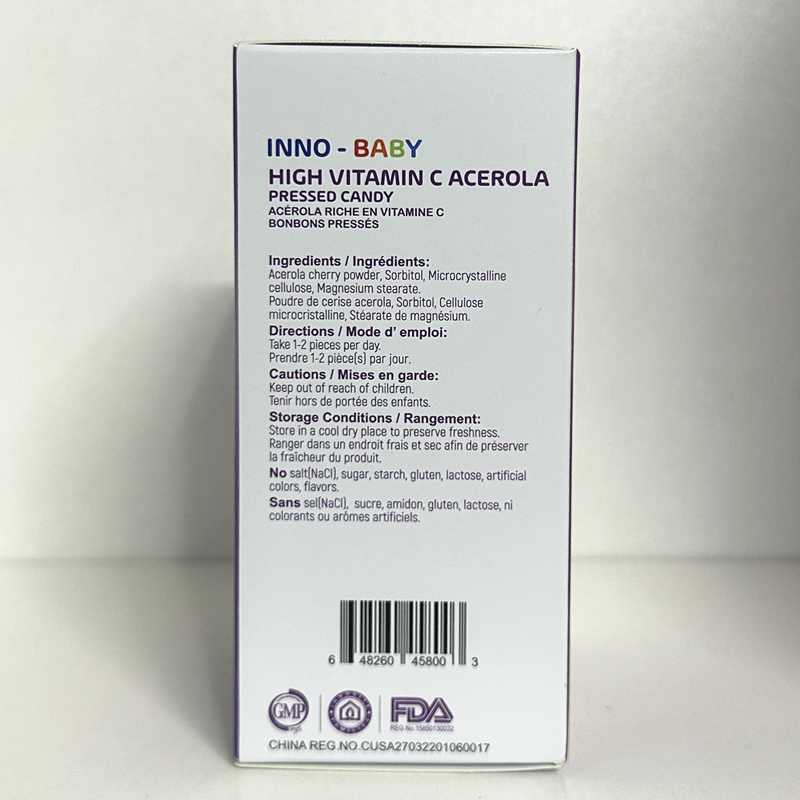 INNO - BABY
HIGH VITAMIN C ACEROLA
PRESSED CANDY
ACÉROLA RICHE EN VITAMINE C
BONBONS PRESSÉS
Ingredients / Ingrédients:
Acerola cherry powder, Sorbitol, Microcrystalline
cellulose, Magnesium stearate.
Poudre de cerise acerola, Sorbitol, Cellulose
microcristalline, Stéarate de magnésium.
Directions / Mode d' emploi:
Take 1-2 pieces per day.
Prendre 1-2 pièce(s) par jour.
Cautions / Mises en garde:
Keep out of reach of children.
Tenir hors de portée des enfants.
Storage Conditions / Rangement:
Store in a cool dry place to preserve freshness.
Ranger dans un endroit frais et sec afin de préserver
la fraîcheur du produit.
No salt(NaCl), sugar, starch, gluten, lactose, artificial
colors, flavors.
Sans sel(NaCl), sucre, amidon, gluten, lactose, ni
colorants ou arômes artificiels.
6 48260 45800 3
GMP
FDA
REG No.15850130032
CHINA REG.NO.CUSA27032201060017